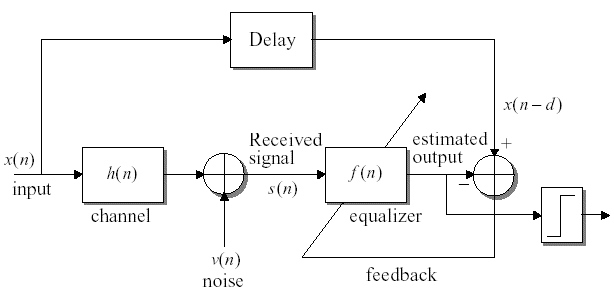 Delay
x(n − d)
x(n)
input
h(n)
channel
Received
signal
s(n)
f(n)
equalizer
estimated
output
+
−
v(n)
noise
feedback